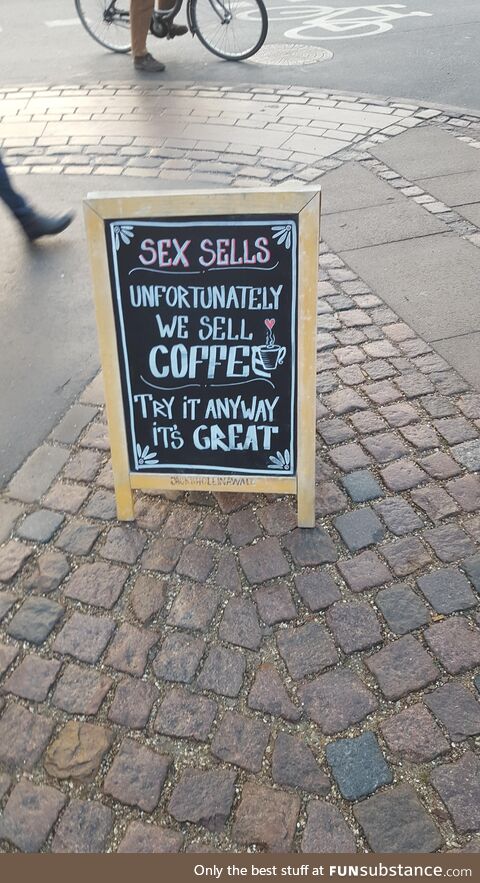 SEX SELLS
UNFORTUNATELY
WE SELL
COFFEE
TRY IT ANYWAY
IT'S GREAT
Only the best stuff at FUNsubstance.com